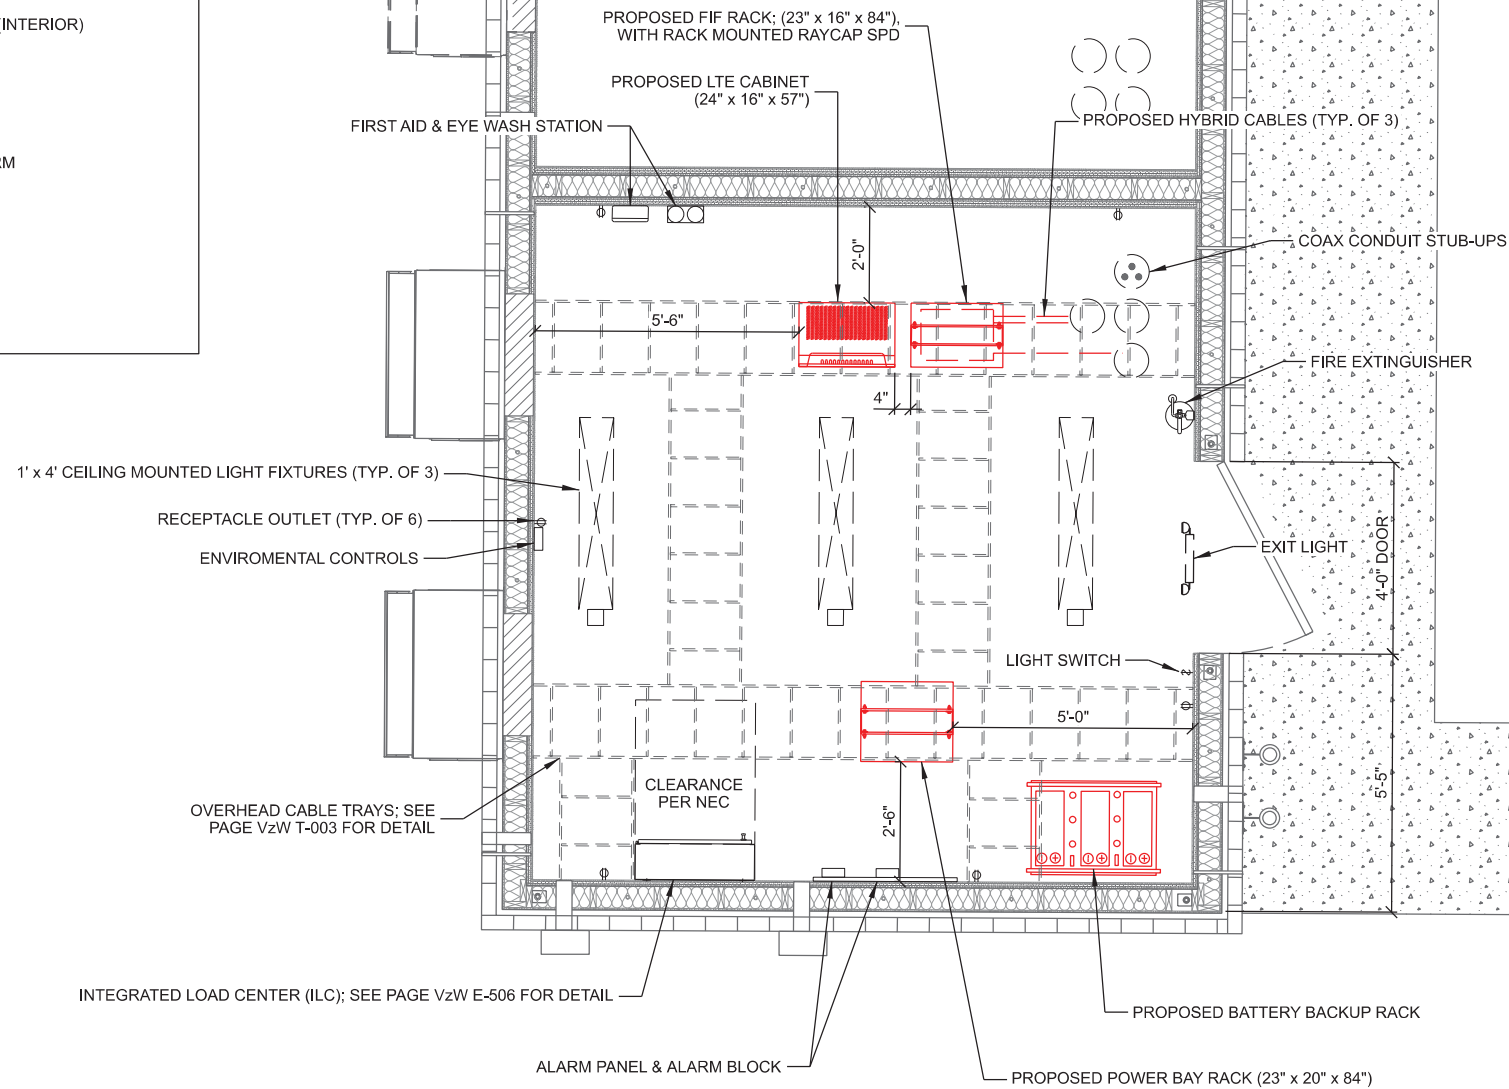 INTERIOR)
RM
PROPOSED FIF RACK; (23" x 16" x 84"),
WITH RACK MOUNTED RAYCAP SPD
PROPOSED LTE CABINET
(24" x 16" x 57")
FIRST AID & EYE WASH STATION
PROPOSED HYBRID CABLES (TYP. OF 3)
2'-0"
COAX CONDUIT STUB-UPS
5'-6"
FIRE EXTINGUISHER
4"
1' x 4' CEILING MOUNTED LIGHT FIXTURES (TYP. OF 3)
RECEPTACLE OUTLET (TYP. OF 6)
ENVIROMENTAL CONTROLS
EXIT LIGHT
4'-0" DOOR
LIGHT SWITCH
5'-0"
CLEARANCE
PER NEC
OVERHEAD CABLE TRAYS; SEE
PAGE VzW T-003 FOR DETAIL
2'-6"
5'-5"
INTEGRATED LOAD CENTER (ILC); SEE PAGE VzW E-506 FOR DETAIL
PROPOSED BATTERY BACKUP RACK
ALARM PANEL & ALARM BLOCK
PROPOSED POWER BAY RACK (23" x 20" x 84")